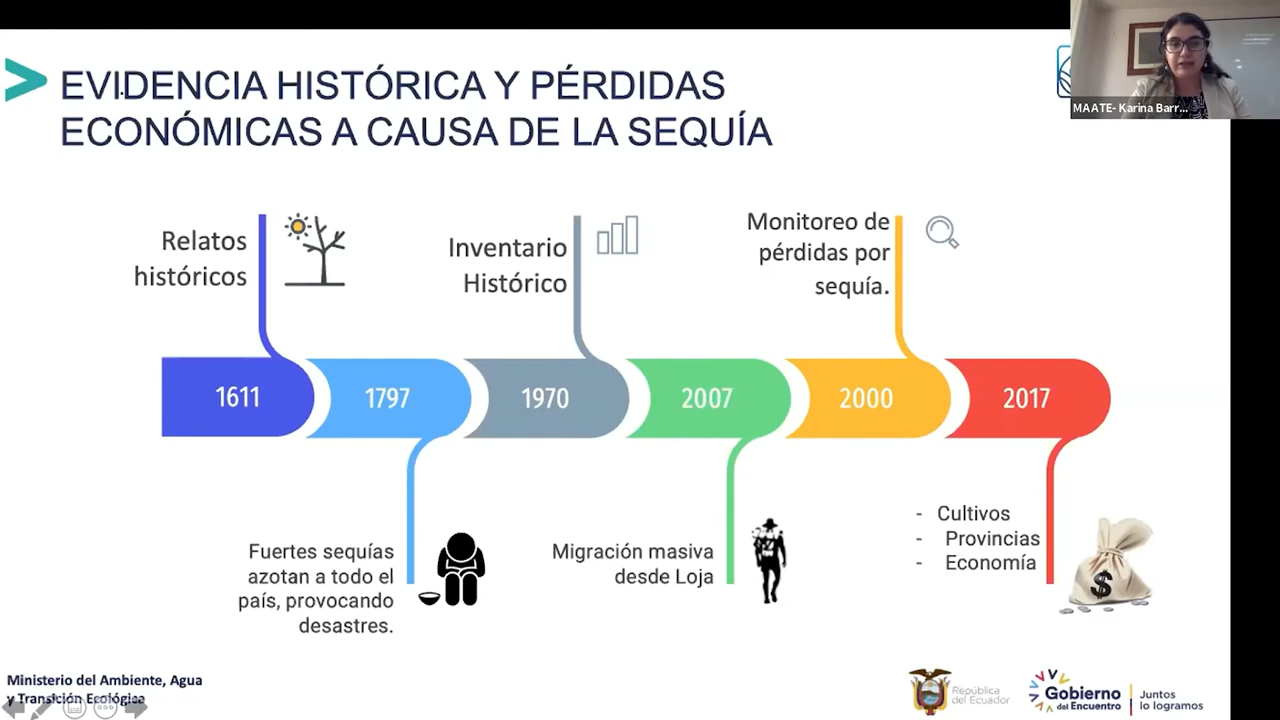 EVIDENCIA HISTÓRICA Y PÉRDIDAS
ECONÓMICAS A CAUSA DE LA SEQUÍA
MAATE- Karina Barr...
Relatos
históricos
Inventario
Histórico
Monitoreo de
pérdidas por
sequía.
1611
1797
1970
2007
2000
2017
Fuertes sequías
azotan a todo el
país, provocando
desastres.
Migración masiva
desde Loja
- Cultivos
- Provincias
- Economía
$
Ministerio del Ambiente, Agua
y Transición Ecológica
República
del Ecuador
Gobierno
del Encuentro
Juntos
lo logramos